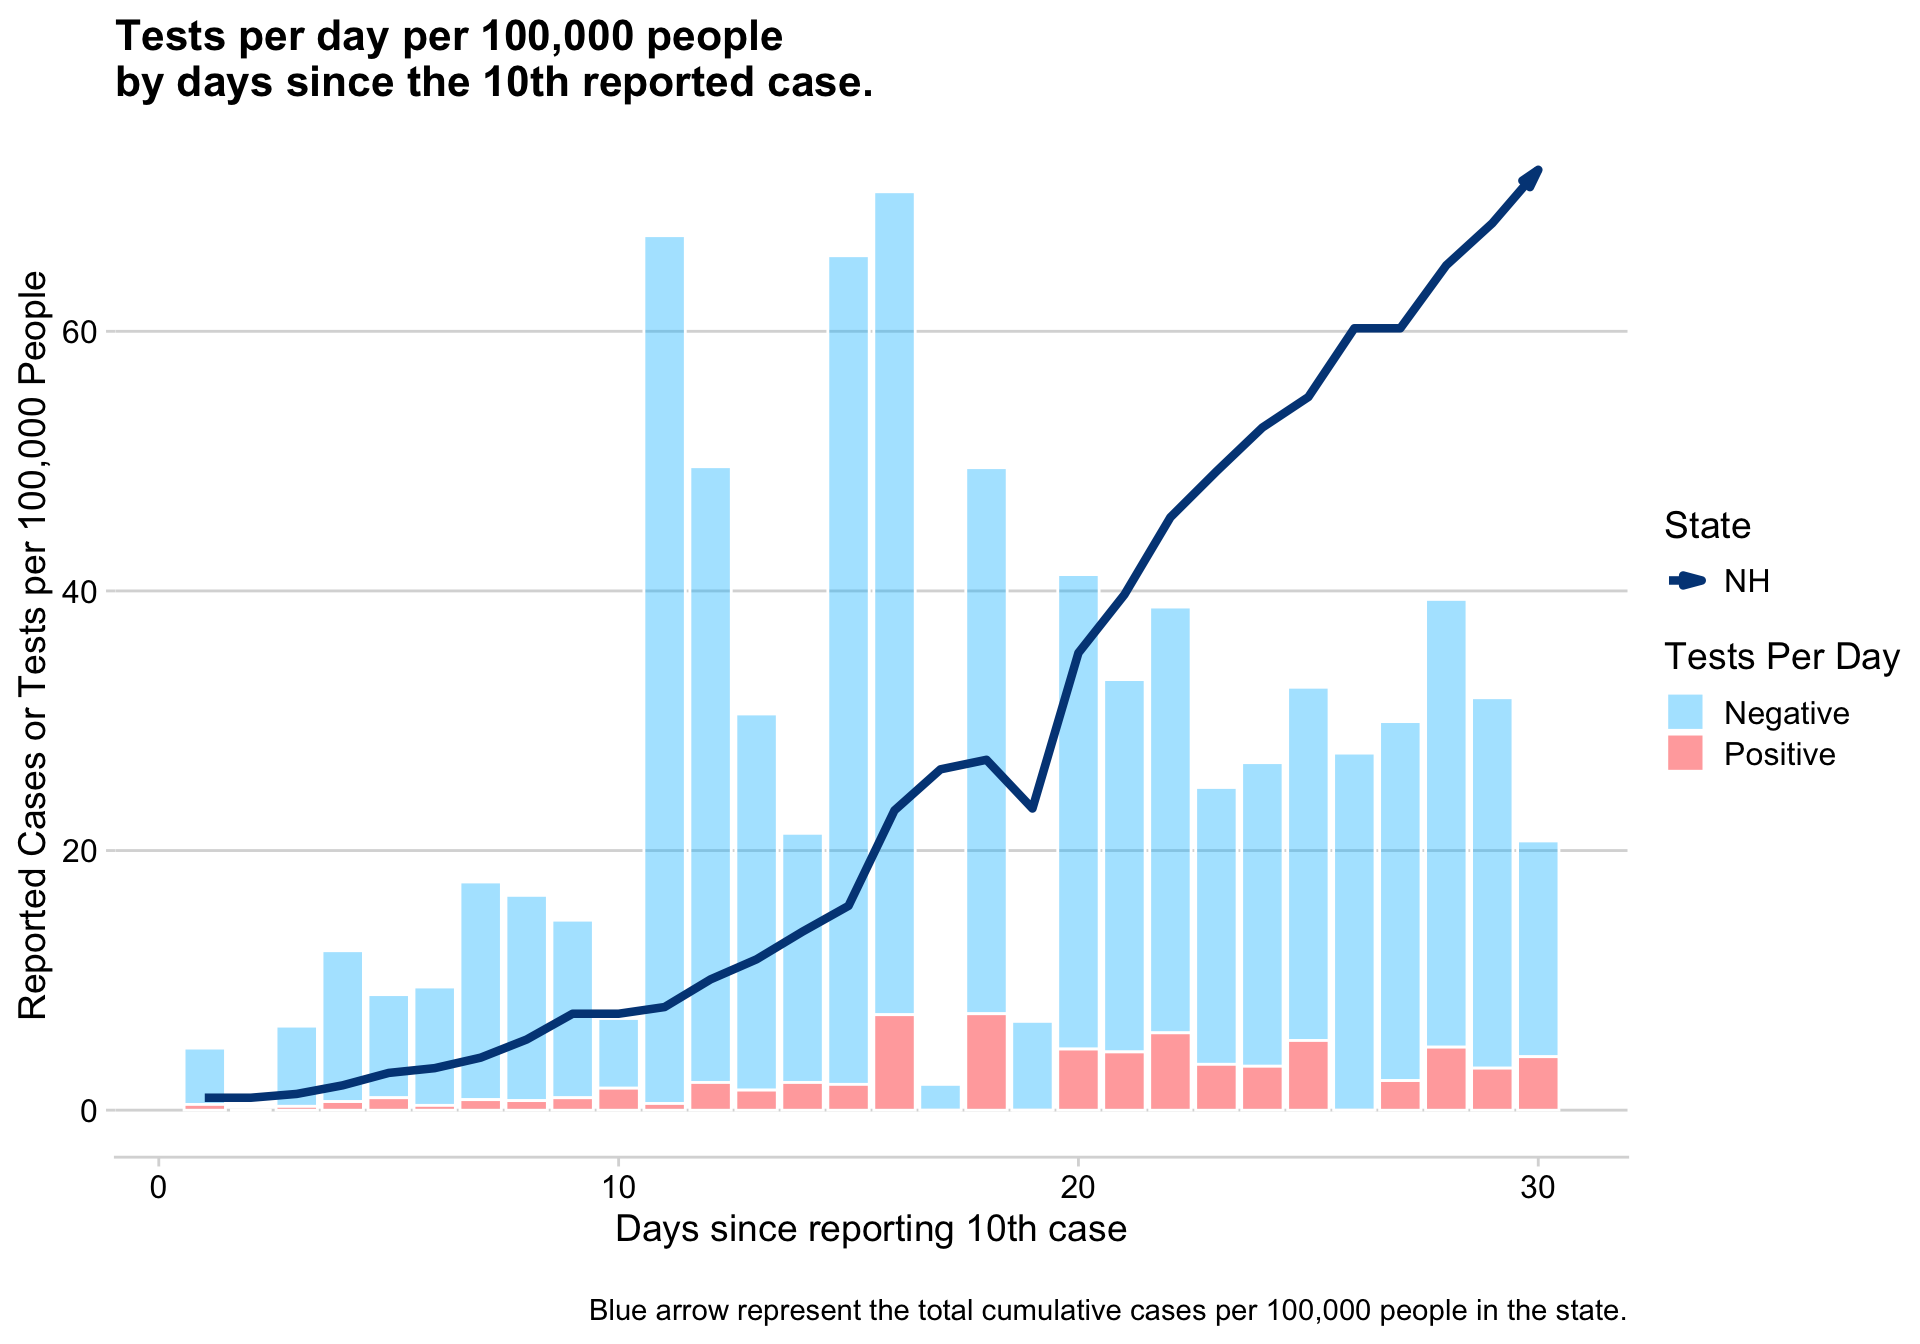 Tests per day per 100,000 people
by days since the 10th reported case.
Reported Cases or Tests per 100,000 People
60
40
20
0
0
10
20
30
Days since reporting 10th case
State
NH
Tests Per Day
Negative
Positive
Blue arrow represent the total cumulative cases per 100,000 people in the state.